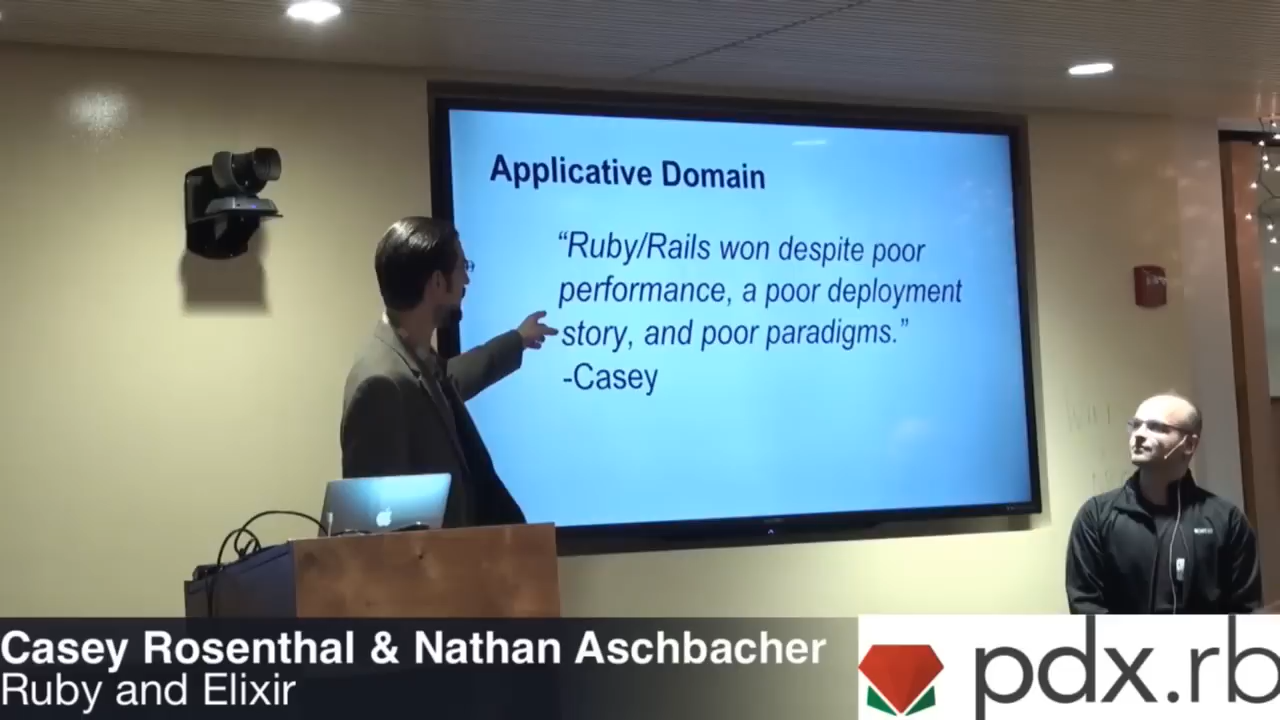 Applicative Domain
“Ruby/Rails won despite poor
performance, a poor deployment
story, and poor paradigms.”
-Casey
Casey Rosenthal & Nathan Aschbacher
Ruby and Elixir
pdx.rb